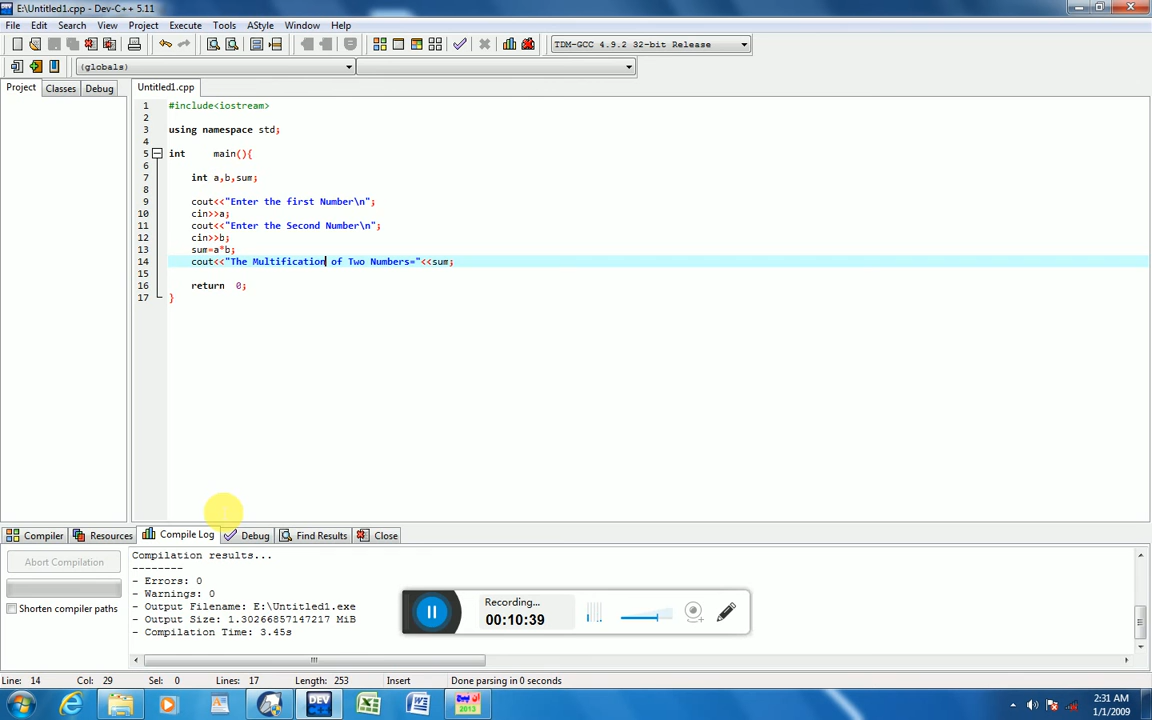 E:\Untitled1.cpp - Dev-C++ 5.11
File Edit Search View Project Execute Tools AStyle Window Help
TDM-GCC 4.9.2 32-bit Release
(globals)
Project Classes Debug Untitled1.cpp
1 #include<iostream>
2
3 using namespace std;
4
5 int main(){
6
7 int a,b,sum;
8
9 cout<<"Enter the first Number\n";
10 cin>>a;
11 cout<<"Enter the Second Number\n";
12 cin>>b;
13 sum=a*b;
14 cout<<"The Multification of Two Numbers="<<sum;
15
16 return 0;
17 }
Compiler Resources Compile Log Debug Find Results Close
Abort Compilation
Shorten compiler paths
Compilation results...
--------
- Errors: 0
- Warnings: 0
- Output Filename: E:\Untitled1.exe
- Output Size: 1.30266857147217 MiB
- Compilation Time: 3.45s
Recording...
00:10:39
Line: 14 Col: 29 Sel: 0 Lines: 17 Length: 253 Insert Done parsing in 0 seconds
DEV
2013
2:31 AM
1/1/2009